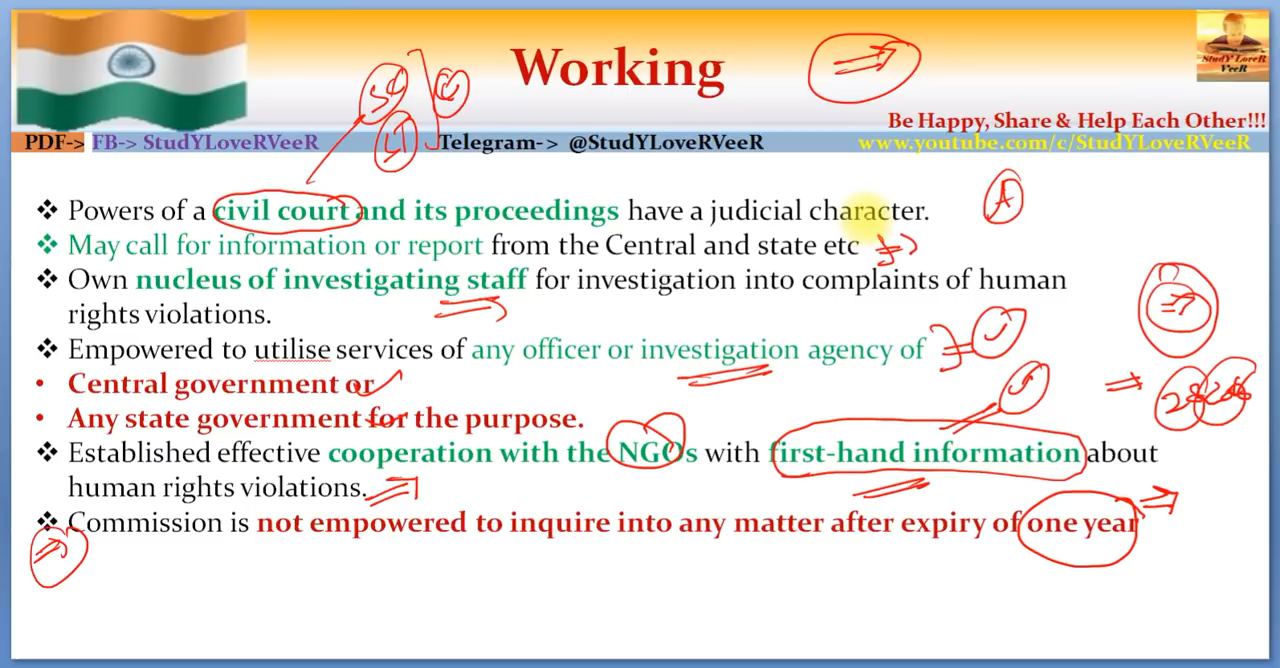 Working
StudY LoveR
VeeR
Be Happy, Share & Help Each Other!!!
PDF-> FB-> StudYLoveRVeeR Telegram-> @StudYLoveRVeeR www.youtube.com/c/StudYLoveRVeeR
SC
ST
A
❖ Powers of a civil court and its proceedings have a judicial character.
❖ May call for information or report from the Central and state etc
❖ Own nucleus of investigating staff for investigation into complaints of human
rights violations.
❖ Empowered to utilise services of any officer or investigation agency of
• Central government or
• Any state government for the purpose.
❖ Established effective cooperation with the NGOs with first-hand information about
human rights violations.
❖ Commission is not empowered to inquire into any matter after expiry of one year